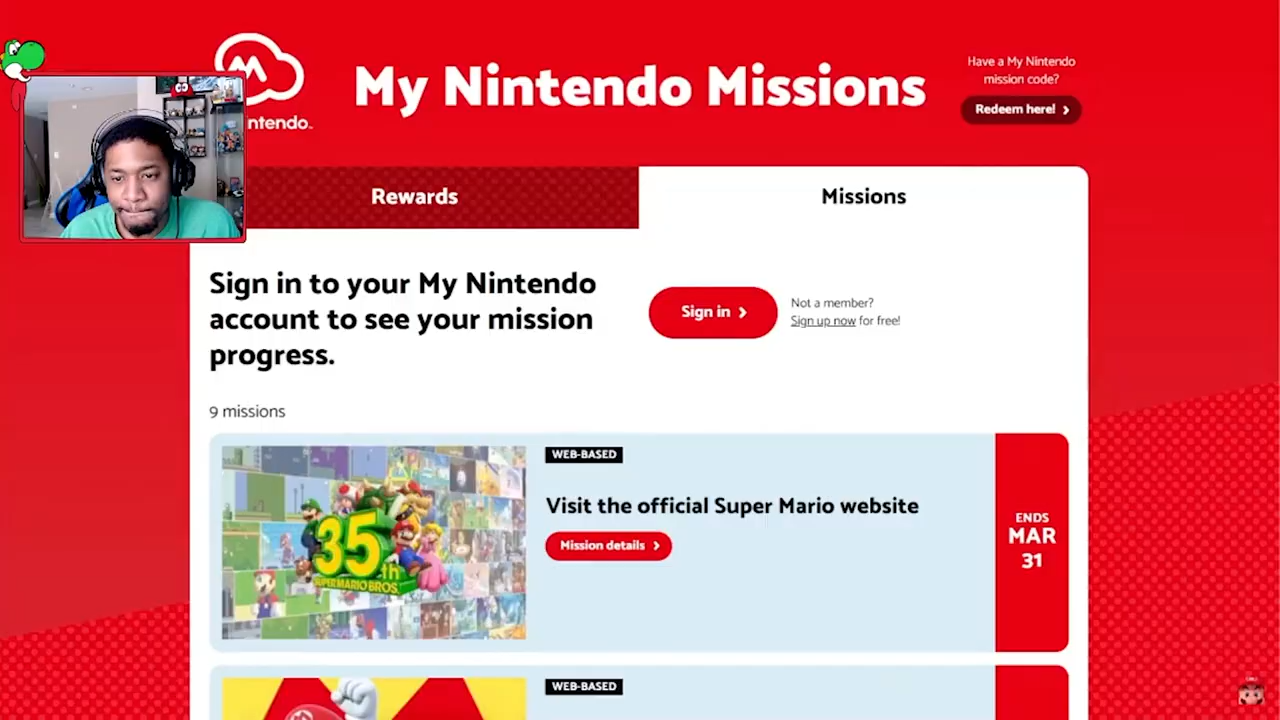 My Nintendo Missions
Have a My Nintendo
mission code?
Redeem here!
ntendo
Rewards
Missions
Sign in to your My Nintendo
account to see your mission
progress.
Sign in
Not a member?
Sign up now for free!
9 missions
WEB-BASED
Visit the official Super Mario website
Mission details
35th
SUPER MARIO BROS.
ENDS
MAR
31
WEB-BASED